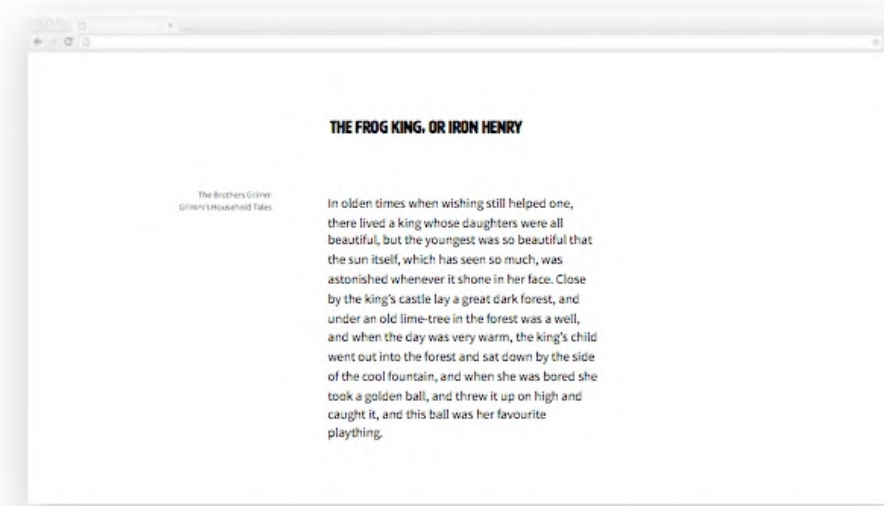 THE FROG KING, OR IRON HENRY
The Brothers Grimm
Grimm's Household Tales
In olden times when wishing still helped one,
there lived a king whose daughters were all
beautiful, but the youngest was so beautiful that
the sun itself, which has seen so much, was
astonished whenever it shone in her face. Close
by the king's castle lay a great dark forest, and
under an old lime-tree in the forest was a well,
and when the day was very warm, the king's child
went out into the forest and sat down by the side
of the cool fountain, and when she was bored she
took a golden ball, and threw it up on high and
caught it, and this ball was her favourite
plaything.